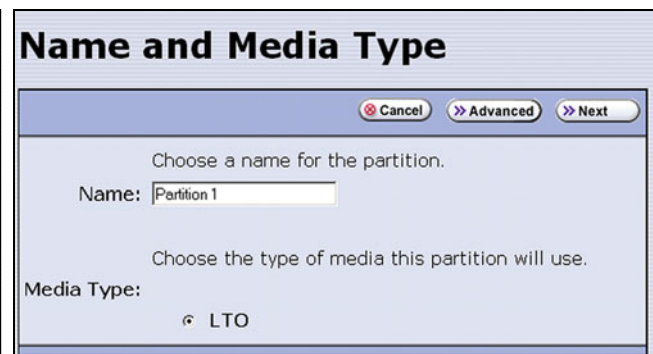 Name and Media Type
Cancel Advanced Next
Choose a name for the partition.
Name: Partition 1
Choose the type of media this partition will use.
Media Type:
LTO